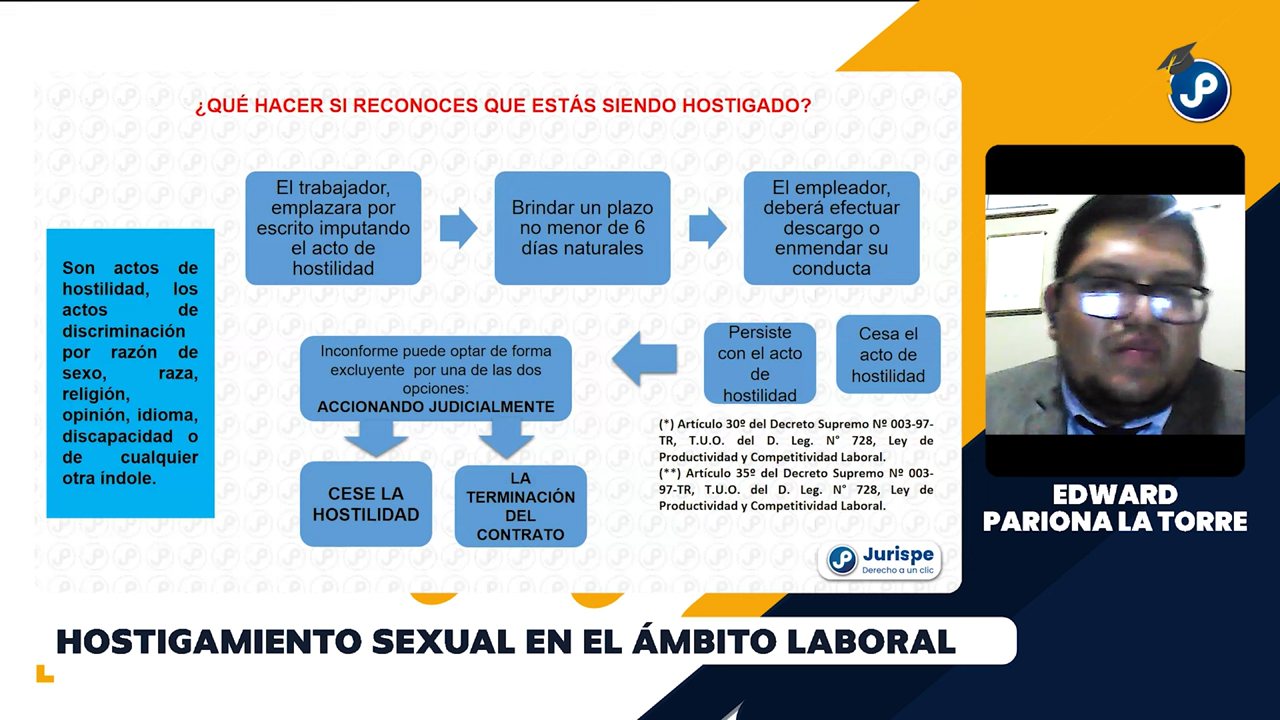 ¿QUÉ HACER SI RECONOCES QUE ESTÁS SIENDO HOSTIGADO?
Son actos de
hostilidad, los
actos de
discriminación
por razón de
sexo, raza,
religión,
opinión, idioma,
discapacidad o
de cualquier
otra índole.
El trabajador,
emplazara por
escrito imputando
el acto de
hostilidad
Brindar un plazo
no menor de 6
días naturales
El empleador,
deberá efectuar
descargo o
enmendar su
conducta
Persiste
con el acto
de
hostilidad
Cesa el
acto de
hostilidad
Inconforme puede optar de forma
excluyente por una de las dos
opciones:
ACCIONANDO JUDICIALMENTE
CESE LA
HOSTILIDAD
LA
TERMINACIÓN
DEL
CONTRATO
(*) Artículo 30º del Decreto Supremo Nº 003-97-
TR, T.U.O. del D. Leg. N° 728, Ley de
Productividad y Competitividad Laboral.
(**) Artículo 35º del Decreto Supremo Nº 003-
97-TR, T.U.O. del D. Leg. N° 728, Ley de
Productividad y Competitividad Laboral.
Jurispe
Derecho a un clic
EDWARD
PARIONA LA TORRE
HOSTIGAMIENTO SEXUAL EN EL ÁMBITO LABORAL